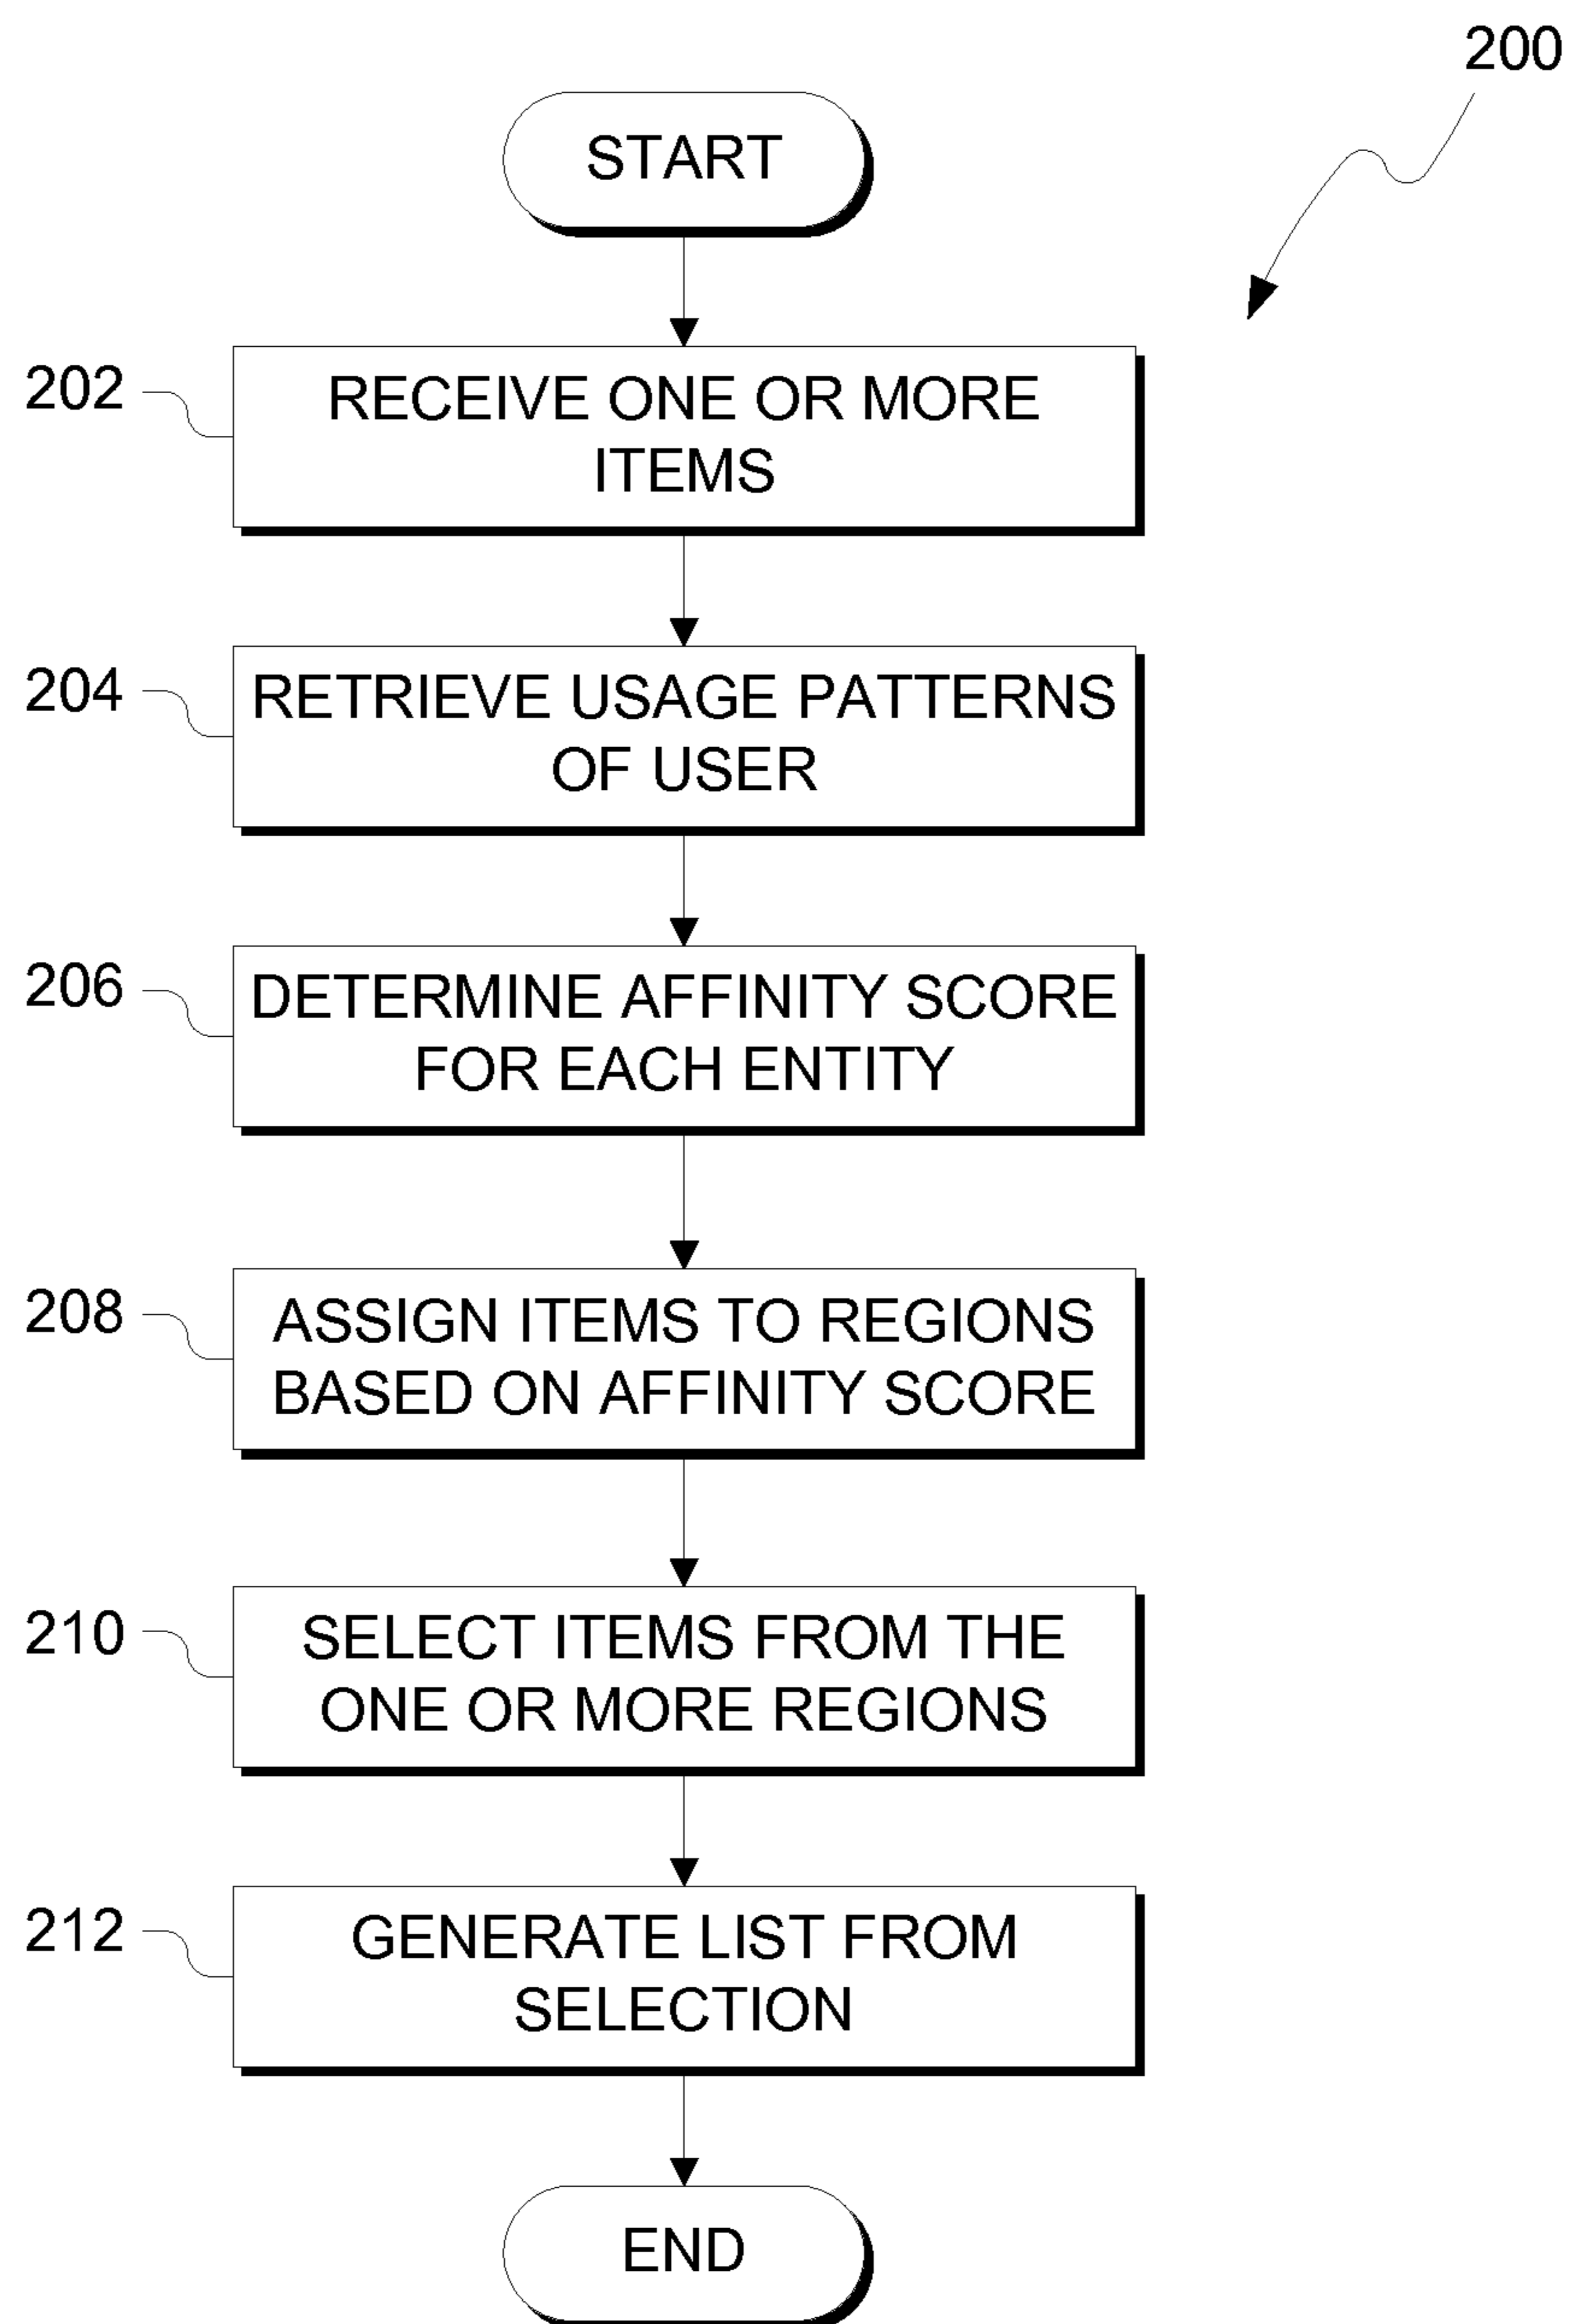 200
START
202
RECEIVE ONE OR MORE
ITEMS
204
RETRIEVE USAGE PATTERNS
OF USER
206
DETERMINE AFFINITY SCORE
FOR EACH ENTITY
208
ASSIGN ITEMS TO REGIONS
BASED ON AFFINITY SCORE
210
SELECT ITEMS FROM THE
ONE OR MORE REGIONS
212
GENERATE LIST FROM
SELECTION
END